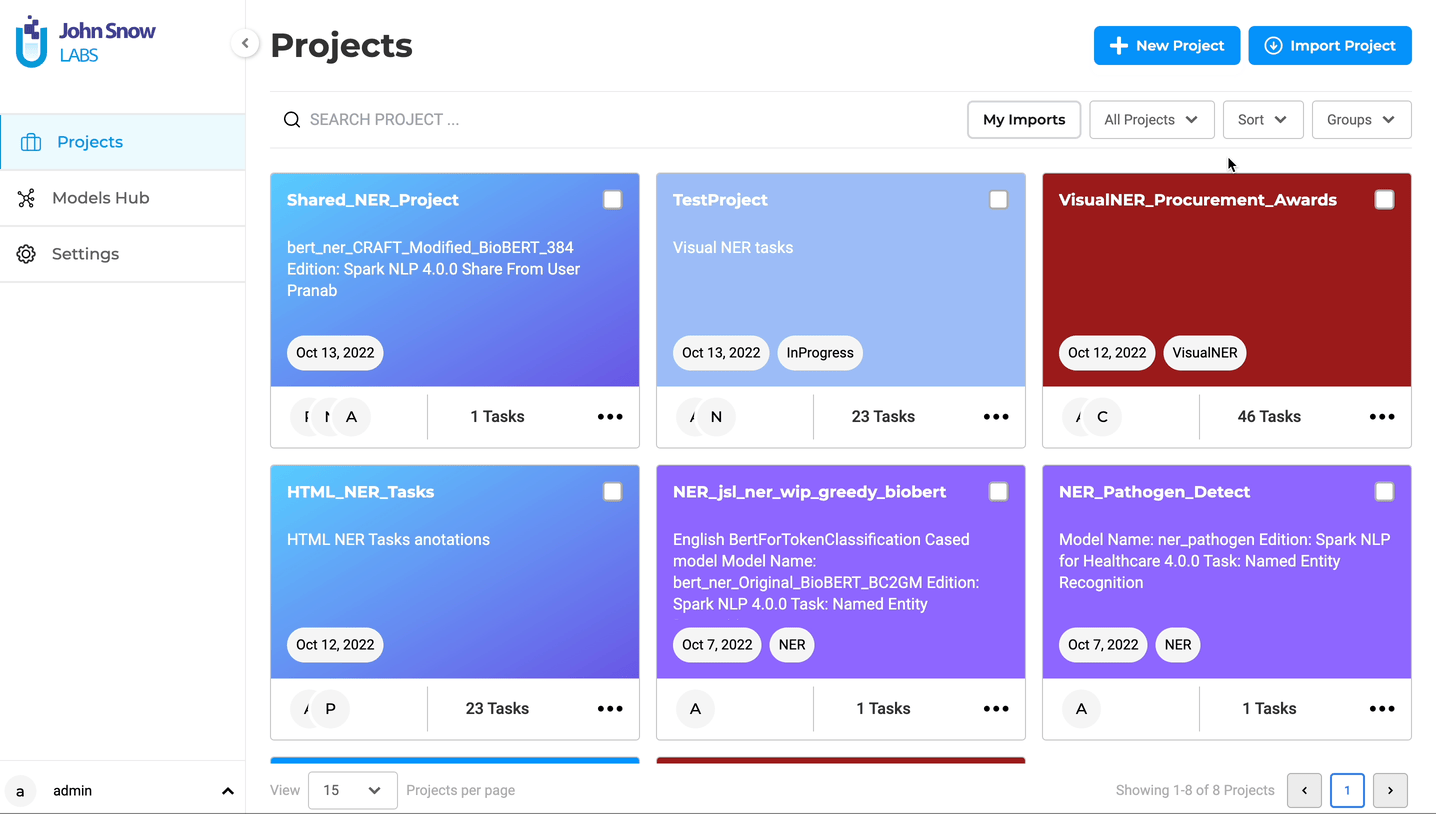 John Snow
LABS
Projects
New Project
Import Project
SEARCH PROJECT ...
My Imports
All Projects
Sort
Groups
Projects
Models Hub
Settings
Shared_NER_Project
bert_ner_CRAFT_Modified_BioBERT_384
Edition: Spark NLP 4.0.0 Share From User
Pranab
Oct 13, 2022
A
1 Tasks
TestProject
Visual NER tasks
Oct 13, 2022
InProgress
N
23 Tasks
VisualNER_Procurement_Awards
Oct 12, 2022
VisualNER
C
46 Tasks
HTML_NER_Tasks
HTML NER Tasks anotations
Oct 12, 2022
P
23 Tasks
NER_jsl_ner_wip_greedy_biobert
English BertForTokenClassification Cased
model Model Name:
bert_ner_Original_BioBERT_BC2GM Edition:
Spark NLP 4.0.0 Task: Named Entity
Oct 7, 2022
NER
A
1 Tasks
NER_Pathogen_Detect
Model Name: ner_pathogen Edition: Spark NLP
for Healthcare 4.0.0 Task: Named Entity
Recognition
Oct 7, 2022
NER
A
1 Tasks
a
admin
View
15
Projects per page
Showing 1-8 of 8 Projects
1